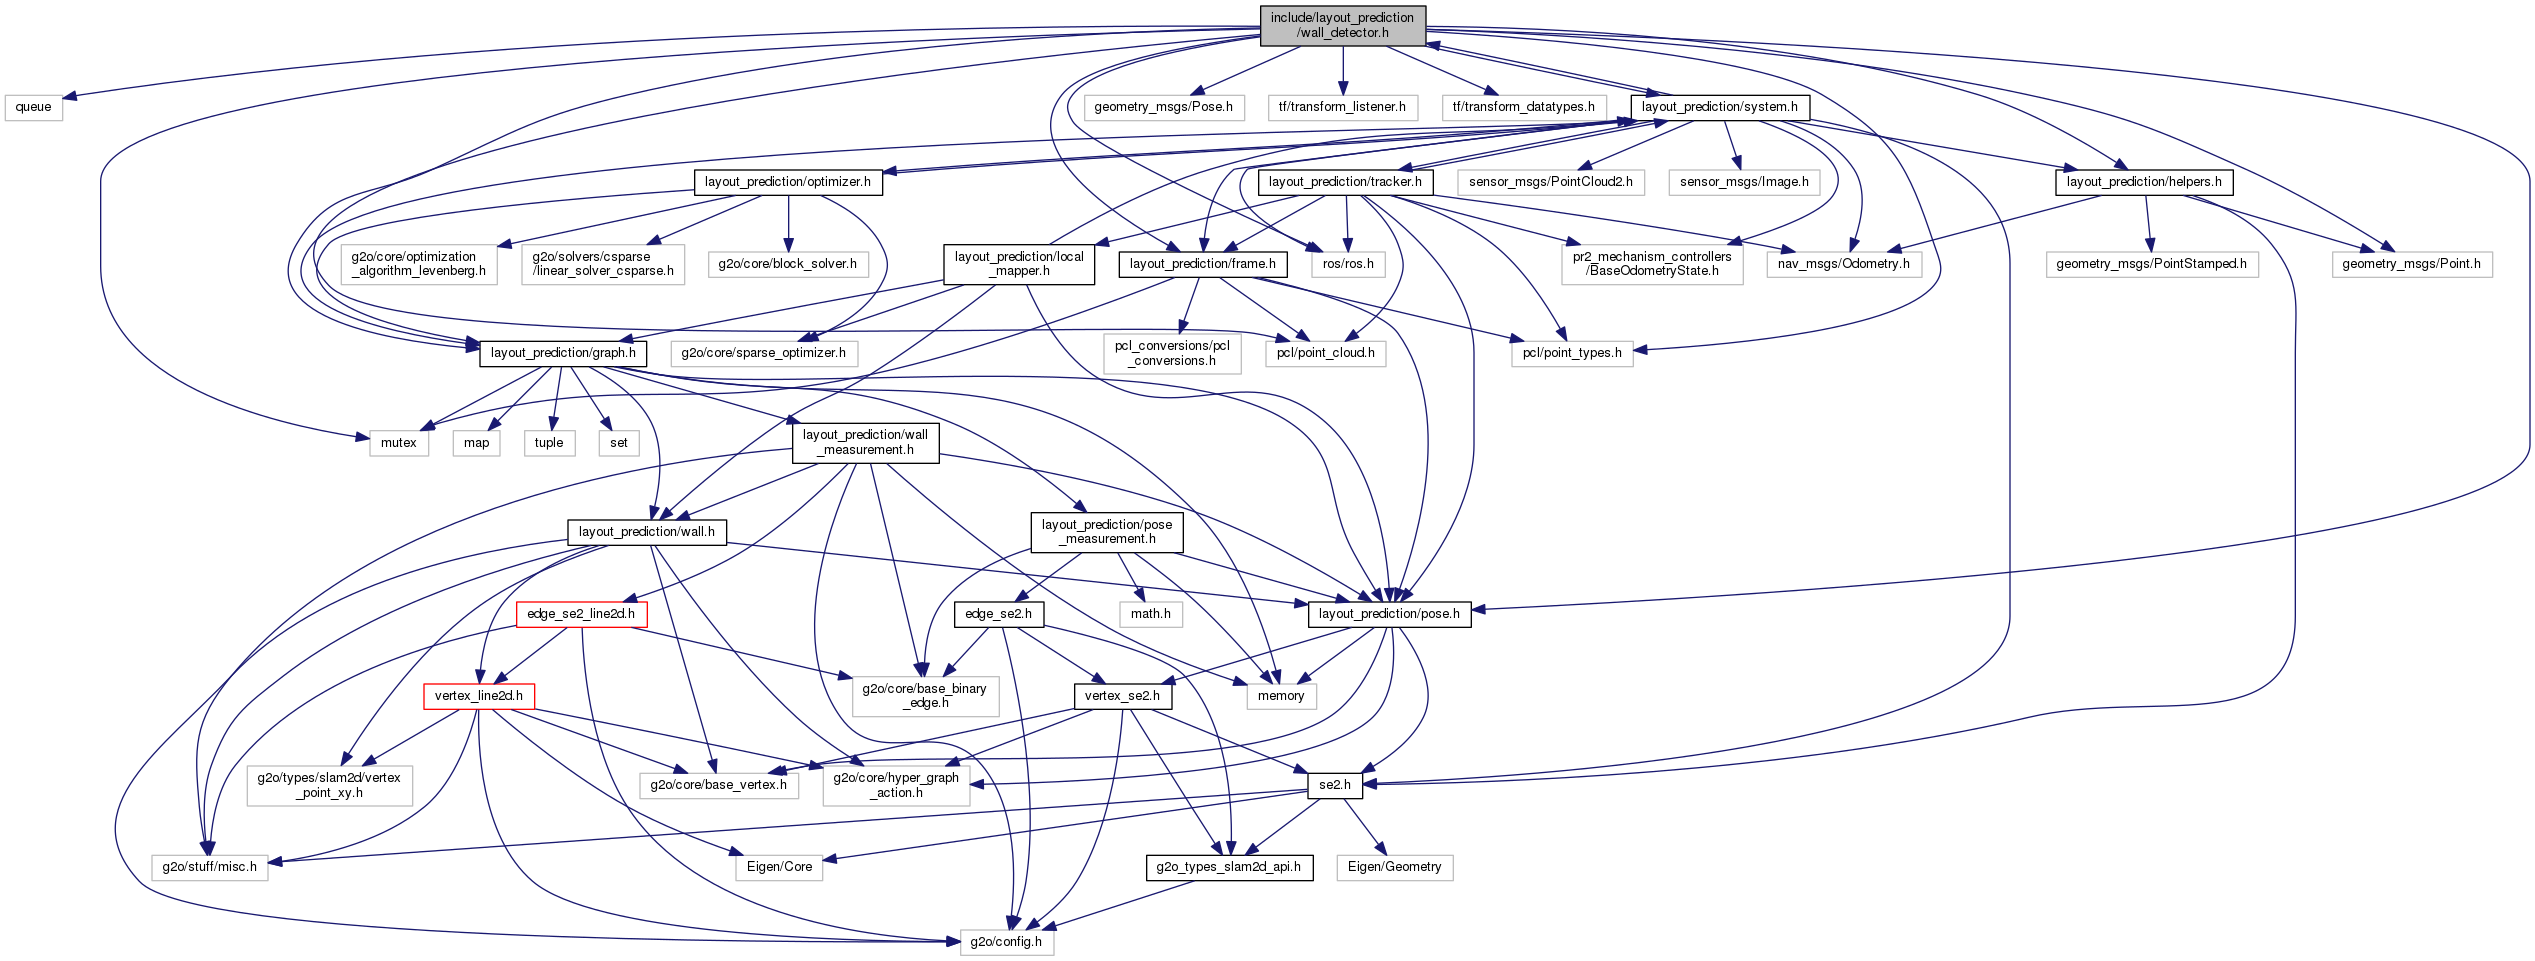 include/layout_prediction
/wall_detector.h
queue
geometry_msgs/Pose.h
tf/transform_listener.h
tf/transform_datatypes.h
layout_prediction/system.h
layout_prediction/optimizer.h
layout_prediction/tracker.h
sensor_msgs/PointCloud2.h
sensor_msgs/Image.h
layout_prediction/helpers.h
g2o/core/optimization
_algorithm_levenberg.h
g2o/solvers/csparse
/linear_solver_csparse.h
g2o/core/block_solver.h
layout_prediction/local
_mapper.h
layout_prediction/frame.h
ros/ros.h
pr2_mechanism_controllers
/BaseOdometryState.h
nav_msgs/Odometry.h
geometry_msgs/PointStamped.h
geometry_msgs/Point.h
layout_prediction/graph.h
g2o/core/sparse_optimizer.h
pcl_conversions/pcl
_conversions.h
pcl/point_cloud.h
pcl/point_types.h
mutex
map
tuple
set
layout_prediction/wall
_measurement.h
layout_prediction/wall.h
layout_prediction/pose
_measurement.h
edge_se2_line2d.h
edge_se2.h
math.h
layout_prediction/pose.h
vertex_line2d.h
g2o/core/base_binary
_edge.h
vertex_se2.h
memory
g2o/types/slam2d/vertex
_point_xy.h
g2o/core/base_vertex.h
g2o/core/hyper_graph
_action.h
se2.h
g2o/stuff/misc.h
Eigen/Core
g2o_types_slam2d_api.h
Eigen/Geometry
g2o/config.h